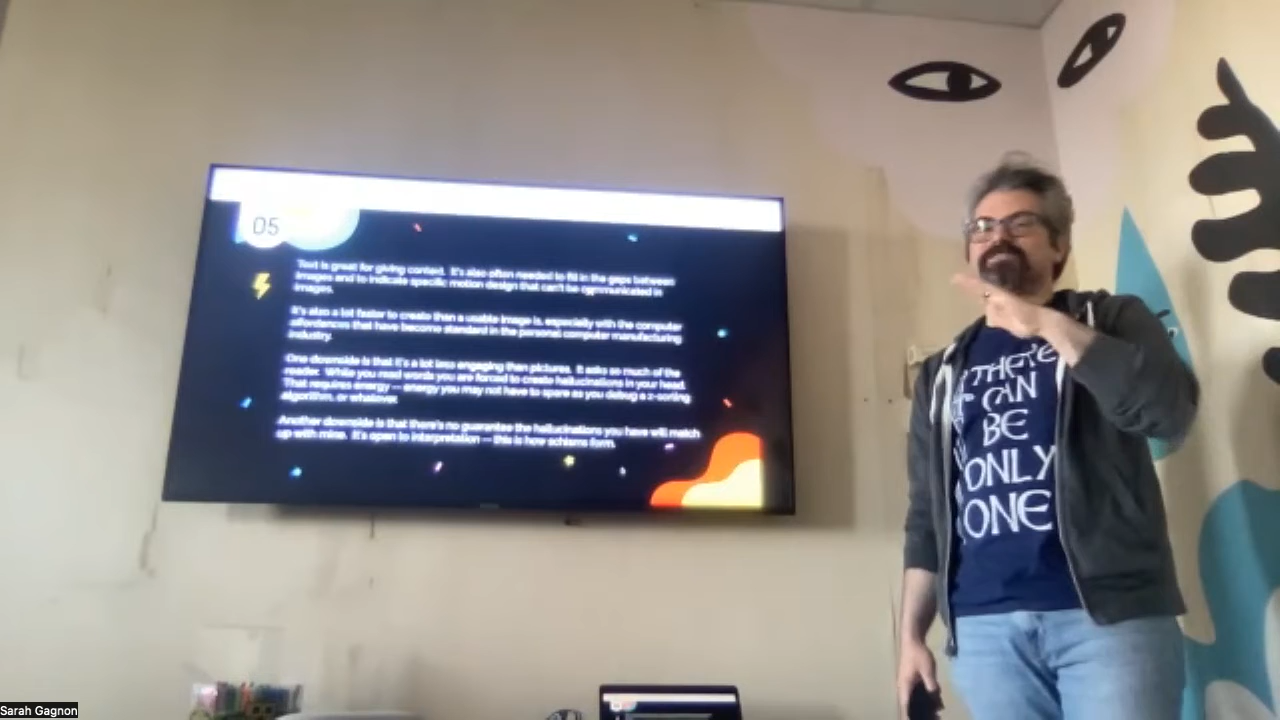 05
Text is great for giving context. It's also often needed to fill in the gaps between
images and to indicate specific motion design that can't be communicated in
images.
It's also a lot faster to create than a usable image is, especially with the computer
affordances that have become standard in the personal computer manufacturing
industry.
One downside is that it's a lot less engaging than pictures. It asks so much of the
reader. While you read words you are forced to create hallucinations in your head.
That requires energy — energy you may not have to spare as you debug a z-sorting
algorithm, or whatever.
Another downside is that there's no guarantee the hallucinations you have will match
up with mine. It's open to interpretation — this is how schisms form.
THERE
CAN
BE
ONLY
ONE
Sarah Gagnon